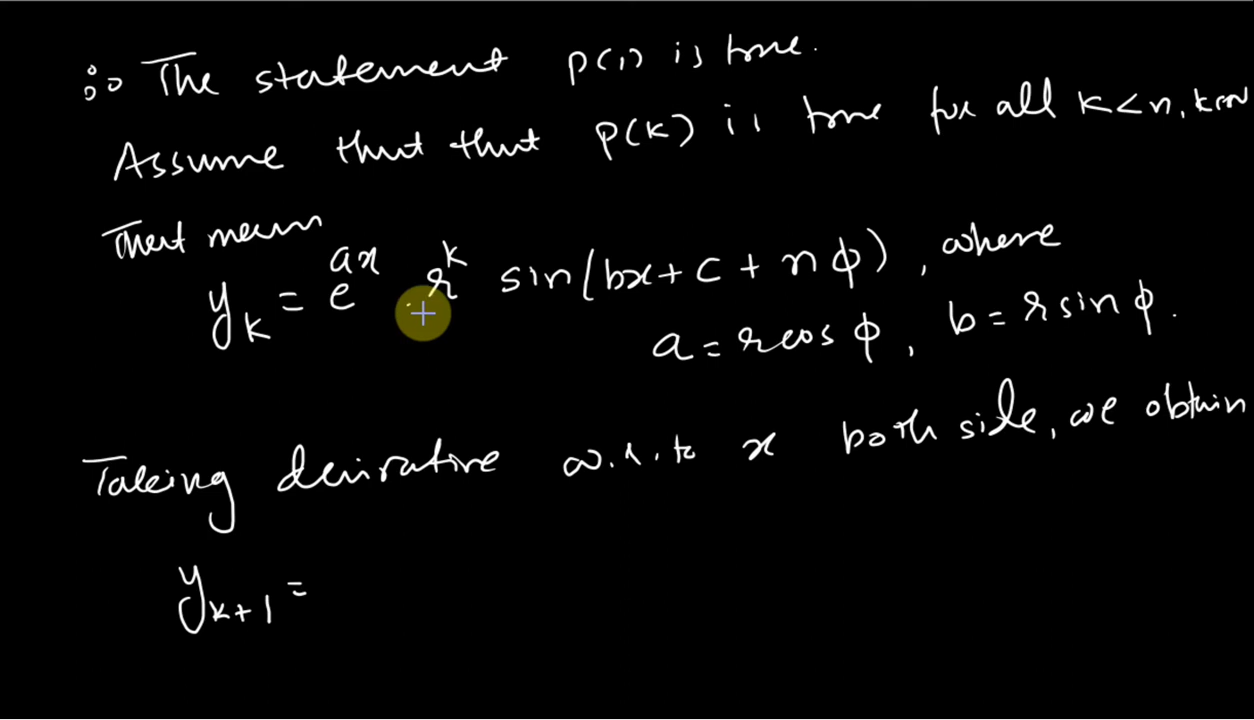 ∴ The statement P(1) is true.
Assume that that P(k) is true for all k<n, k∈N
That mean
y_k = e^{ax} r^k sin(bx + c + nϕ), where
a = r cos ϕ, b = r sin ϕ.
Taking derivative w.r.to x both side, we obtain
y_{k+1} =